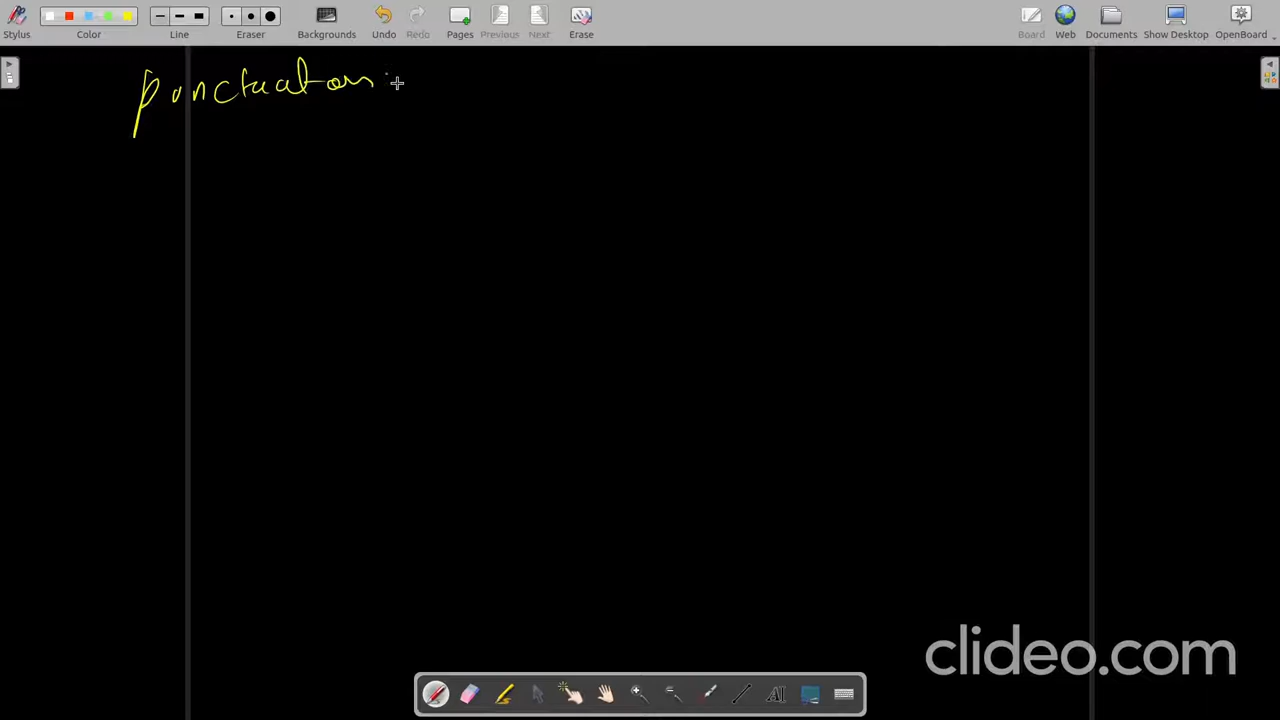 Stylus
Color
Line
Eraser
Backgrounds
Undo
Redo
Pages
Previous
Next
Erase
Board
Web
Documents
Show Desktop
OpenBoard
punctuaton :
clideo.com